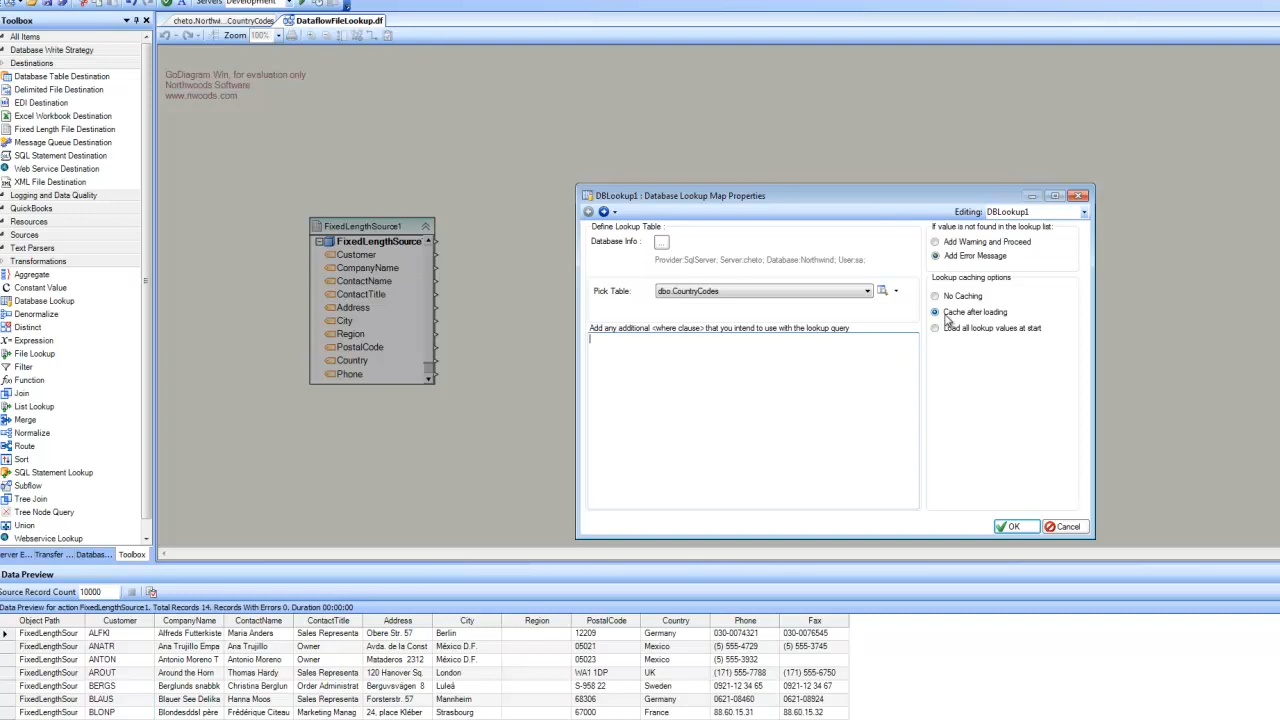 Servers Development
cheto.Northwi...CountryCodes
DataflowFileLookup.df
Toolbox
Zoom 100%
All Items
Database Write Strategy
Destinations
Database Table Destination
Delimited File Destination
EDI Destination
Excel Workbook Destination
Fixed Length File Destination
Message Queue Destination
SQL Statement Destination
Web Service Destination
XML File Destination
Logging and Data Quality
QuickBooks
Resources
Sources
Text Parsers
Transformations
Aggregate
Constant Value
Database Lookup
Denormalize
Distinct
Expression
File Lookup
Filter
Function
Join
List Lookup
Merge
Normalize
Route
Sort
SQL Statement Lookup
Subflow
Tree Join
Tree Node Query
Union
Webservice Lookup
erver E... Transfer ... Databas... Toolbox
GoDiagram Win, for evaluation only
Northwoods Software
www.nwoods.com
FixedLengthSource1
FixedLengthSource
Customer
CompanyName
ContactName
ContactTitle
Address
City
Region
PostalCode
Country
Phone
DBLookup1 : Database Lookup Map Properties
Editing: DBLookup1
Define Lookup Table :
Database Info : ...
Provider:SqlServer, Server:cheto; Database:Northwind; User:sa;
Pick Table: dbo.CountryCodes
Add any additional <where clause> that you intend to use with the lookup query
If value is not found in the lookup list:
Add Warning and Proceed
Add Error Message
Lookup caching options
No Caching
Cache after loading
Load all lookup values at start
OK Cancel
Data Preview
Source Record Count 10000
Data Preview for action FixedLengthSource1. Total Records 14. Records With Errors 0. Duration 00:00:00
Object Path Customer CompanyName ContactName ContactTitle Address City Region PostalCode Country Phone Fax
FixedLengthSour ALFKI Alfreds Futterkiste Maria Anders Sales Representa Obere Str. 57 Berlin 12209 Germany 030-0074321 030-0076545
FixedLengthSour ANATR Ana Trujillo Empa Ana Trujillo Owner Avda. de la Const México D.F. 05021 Mexico (5) 555-4729 (5) 555-3745
FixedLengthSour ANTON Antonio Moreno T Antonio Moreno Owner Mataderos 2312 México D.F. 05023 Mexico (5) 555-3932
FixedLengthSour AROUT Around the Horn Thomas Hardy Sales Representa 120 Hanover Sq. London WA1 1DP UK (171) 555-7788 (171) 555-6750
FixedLengthSour BERGS Berglunds snabbk Christina Berglun Order Administrat Berguvsvägen 8 Luleå S-958 22 Sweden 0921-12 34 65 0921-12 34 67
FixedLengthSour BLAUS Blauer See Delika Hanna Moos Sales Representa Forsterstr. 57 Mannheim 68306 Germany 0621-08460 0621-08924
FixedLengthSour BLONP Blondesddsl père Frédérique Citeau Marketing Manag 24, place Kléber Strasbourg 67000 France 88.60.15.31 88.60.15.32